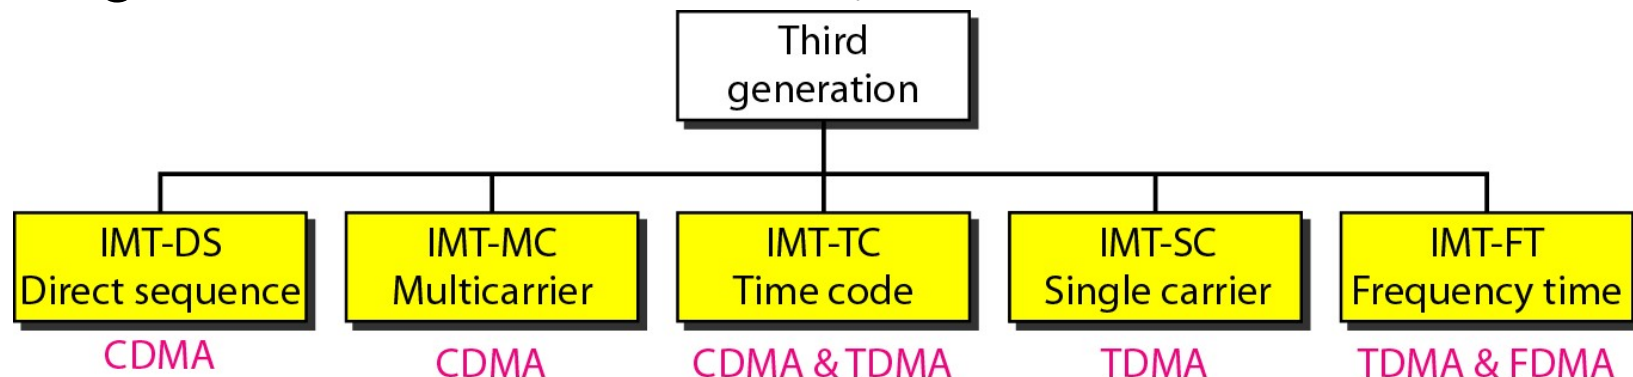 Third
generation
IMT-DS
Direct sequence
IMT-MC
Multicarrier
IMT-TC
Time code
IMT-SC
Single carrier
IMT-FT
Frequency time
CDMA
CDMA
CDMA & TDMA
TDMA
TDMA & FDMA